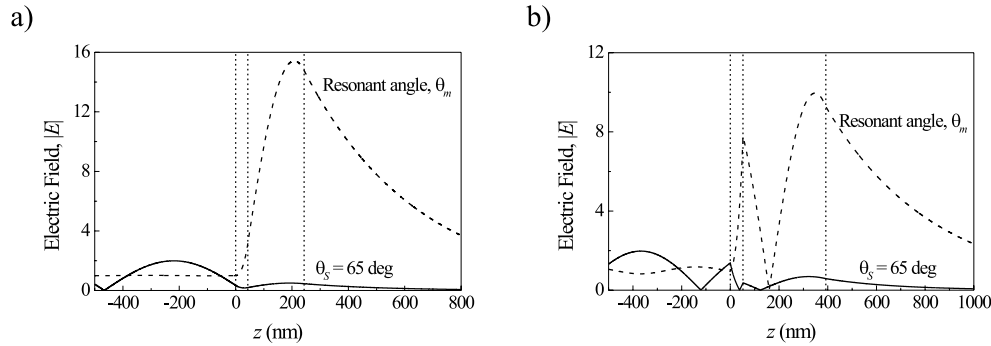 a)
16
12
8
4
0
Electric Field, |E|
Resonant angle, θm
θS = 65 deg
-400 -200 0 200 400 600 800
z (nm)
b)
12
8
4
0
Electric Field, |E|
Resonant angle, θm
θS = 65 deg
-400 -200 0 200 400 600 800 1000
z (nm)